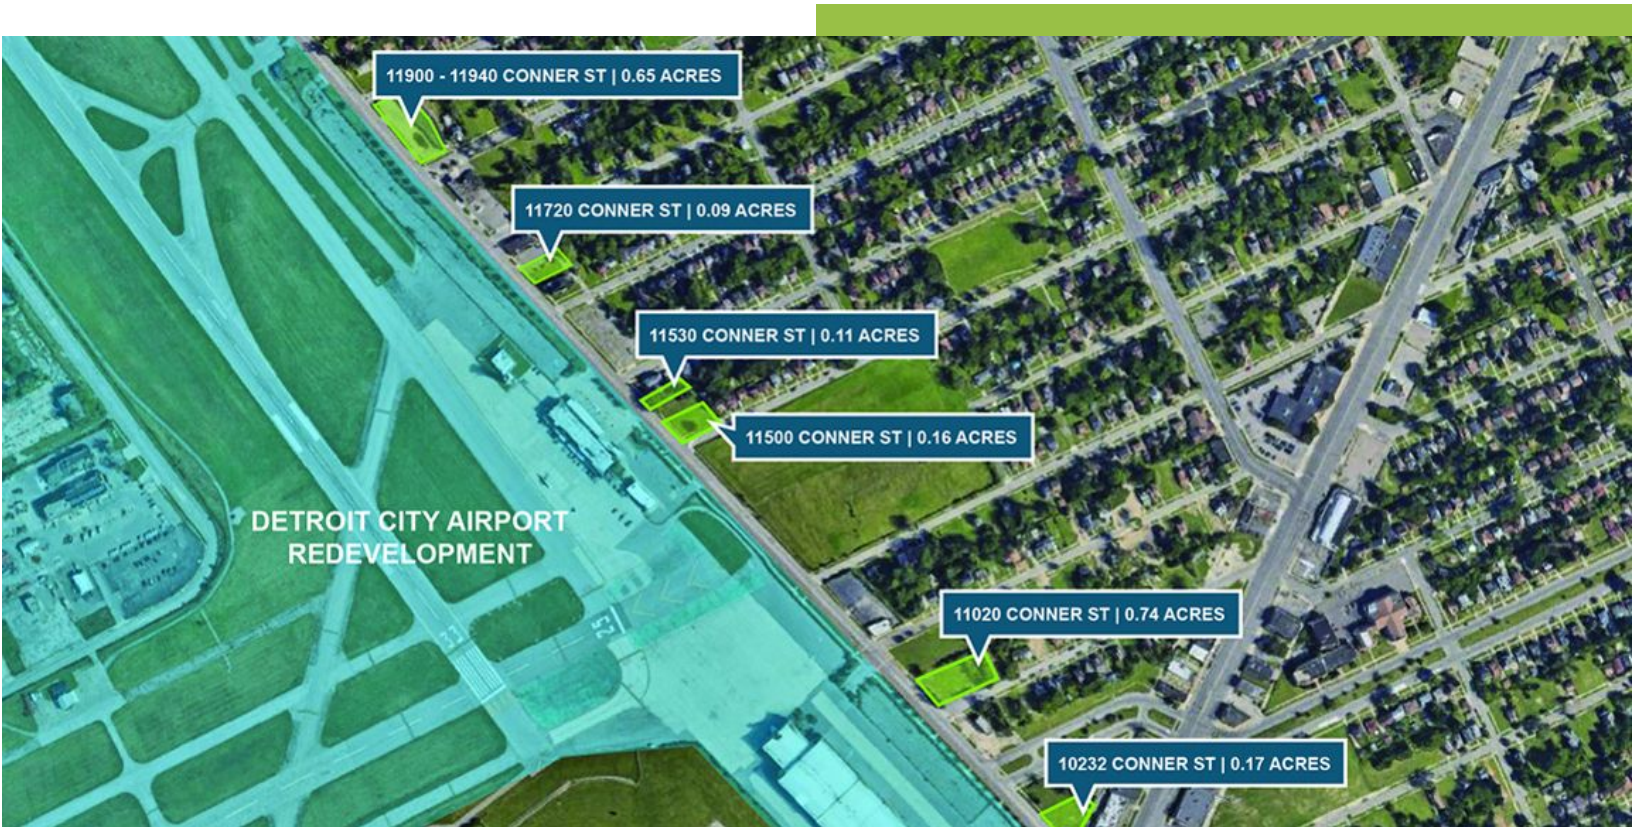 11900 - 11940 CONNER ST | 0.65 ACRES
11720 CONNER ST | 0.09 ACRES
11530 CONNER ST | 0.11 ACRES
11500 CONNER ST | 0.16 ACRES
DETROIT CITY AIRPORT
REDEVELOPMENT
11020 CONNER ST | 0.74 ACRES
25
10232 CONNER ST | 0.17 ACRES